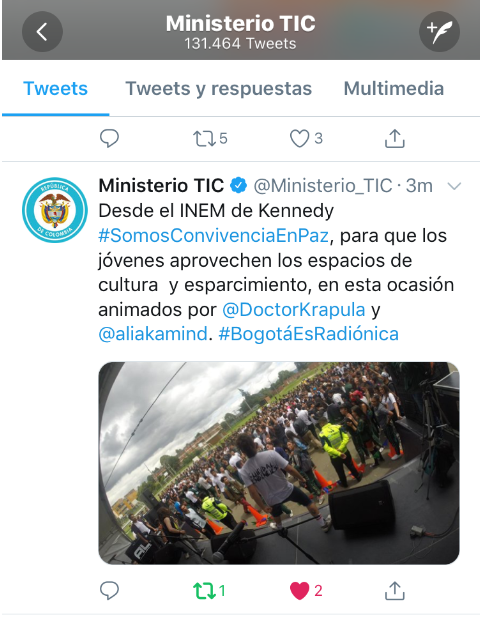 Ministerio TIC
131.464 Tweets
Tweets
Tweets y respuestas
Multimedia
5
3
REPÚBLICA
DE COLOMBIA
Ministerio TIC @Ministerio_TIC · 3m
Desde el INEM de Kennedy
#SomosConvivenciaEnPaz, para que los
jóvenes aprovechen los espacios de
cultura y esparcimiento, en esta ocasión
animados por @DoctorKrapula y
@aliakamind. #BogotáEsRadiónica
1
2